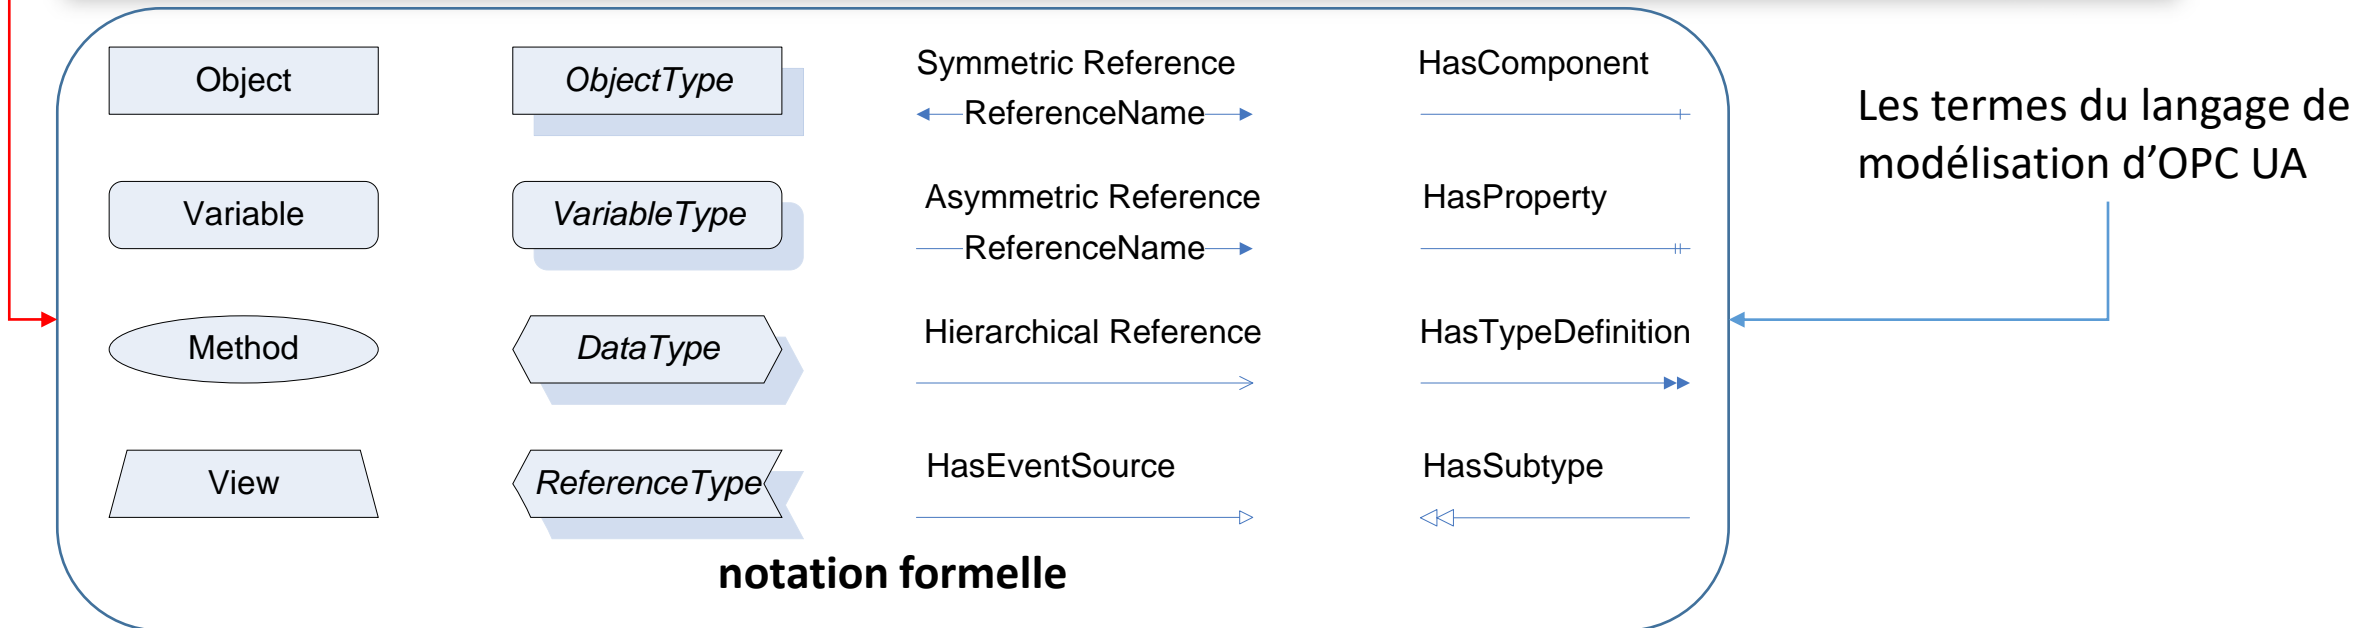 Object
ObjectType
Symmetric Reference
ReferenceName
HasComponent
Variable
VariableType
Asymmetric Reference
ReferenceName
HasProperty
Method
DataType
Hierarchical Reference
HasTypeDefinition
View
ReferenceType
HasEventSource
HasSubtype
notation formelle
Les termes du langage de
modélisation d’OPC UA